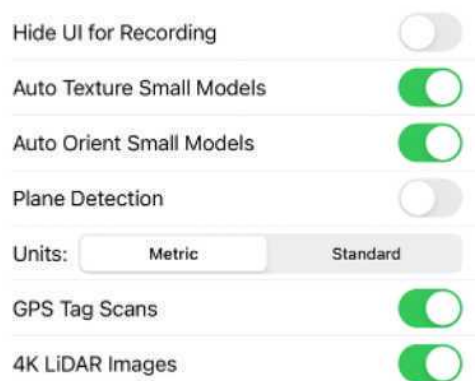 Hide UI for Recording
Auto Texture Small Models
Auto Orient Small Models
Plane Detection
Units: Metric Standard
GPS Tag Scans
4K LiDAR Images